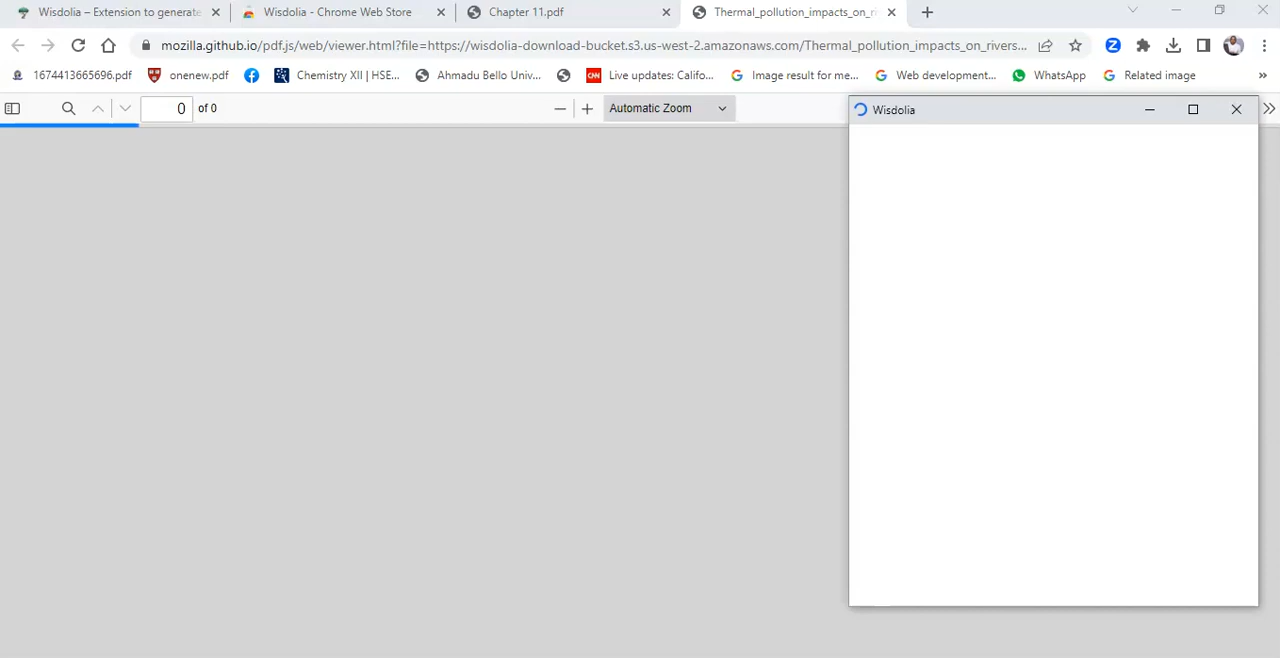 Wisdolia – Extension to generate
Wisdolia - Chrome Web Store
Chapter 11.pdf
Thermal_pollution_impacts_on_ri
mozilla.github.io/pdf.js/web/viewer.html?file=https://wisdolia-download-bucket.s3.us-west-2.amazonaws.com/Thermal_pollution_impacts_on_rivers...
Z
1674413665696.pdf
onenew.pdf
Chemistry XII | HSE...
Ahmadu Bello Univ...
CNN
Live updates: Califo...
Image result for me...
Web development...
WhatsApp
Related image
0 of 0
Automatic Zoom
Wisdolia